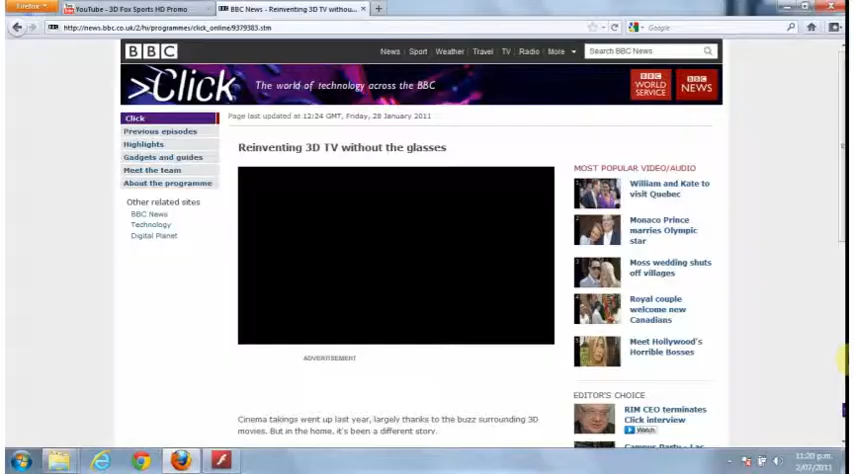 Firefox
YouTube - 3D Fox Sports HD Promo
BBC News - Reinventing 3D TV withou...
http://news.bbc.co.uk/2/hi/programmes/click_online/9379383.stm
Google
BBC
News
Sport
Weather
Travel
TV
Radio
More
Search BBC News
>Click
The world of technology across the BBC
BBC
WORLD
SERVICE
BBC
NEWS
Click
Page last updated at 12:24 GMT, Friday, 28 January 2011
Previous episodes
Highlights
Gadgets and guides
Meet the team
About the programme
Other related sites
BBC News
Technology
Digital Planet
Reinventing 3D TV without the glasses
ADVERTISEMENT
Cinema takings went up last year, largely thanks to the buzz surrounding 3D
movies. But in the home, it's been a different story.
MOST POPULAR VIDEO/AUDIO
William and Kate to
visit Quebec
Monaco Prince
marries Olympic
star
Moss wedding shuts
off villages
Royal couple
welcome new
Canadians
Meet Hollywood's
Horrible Bosses
EDITOR'S CHOICE
RIM CEO terminates
Click interview
Watch
Campus Party - Las
11:20 p.m.
2/07/2011